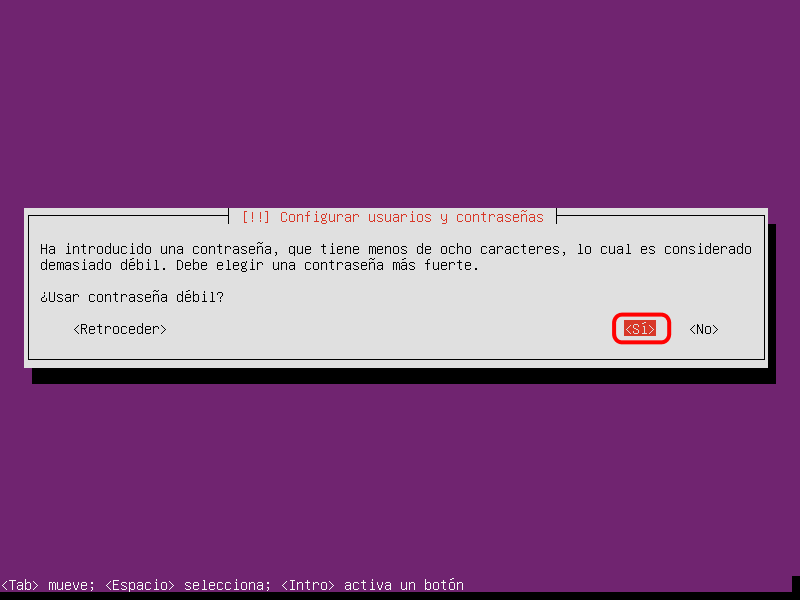 [!!] Configurar usuarios y contraseñas
Ha introducido una contraseña, que tiene menos de ocho caracteres, lo cual es considerado
demasiado débil. Debe elegir una contraseña más fuerte.
¿Usar contraseña débil?
<Retroceder> <Sí> <No>
<Tab> mueve; <Espacio> selecciona; <Intro> activa un botón